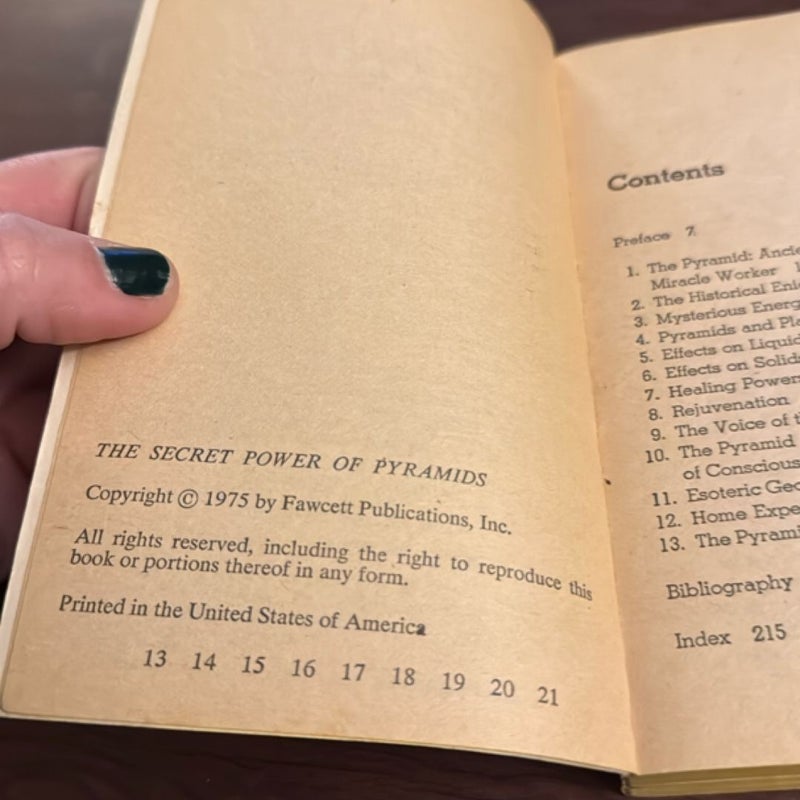 THE SECRET POWER OF PYRAMIDS
Copyright © 1975 by Fawcett Publications, Inc.
All rights reserved, including the right to reproduce this
book or portions thereof in any form.
Printed in the United States of America
13 14 15 16 17 18 19 20 21
Contents
Preface 7
1. The Pyramid:
Miracle Worker
2. The Historical
3. Mysterious
4. Pyramids and
5. Effects on
6. Effects on
7. Healing
8. Rejuvenation
9. The Voice of
10. The Pyramid
of
11. Esoteric
12. Home
13. The
Bibliography
Index 215